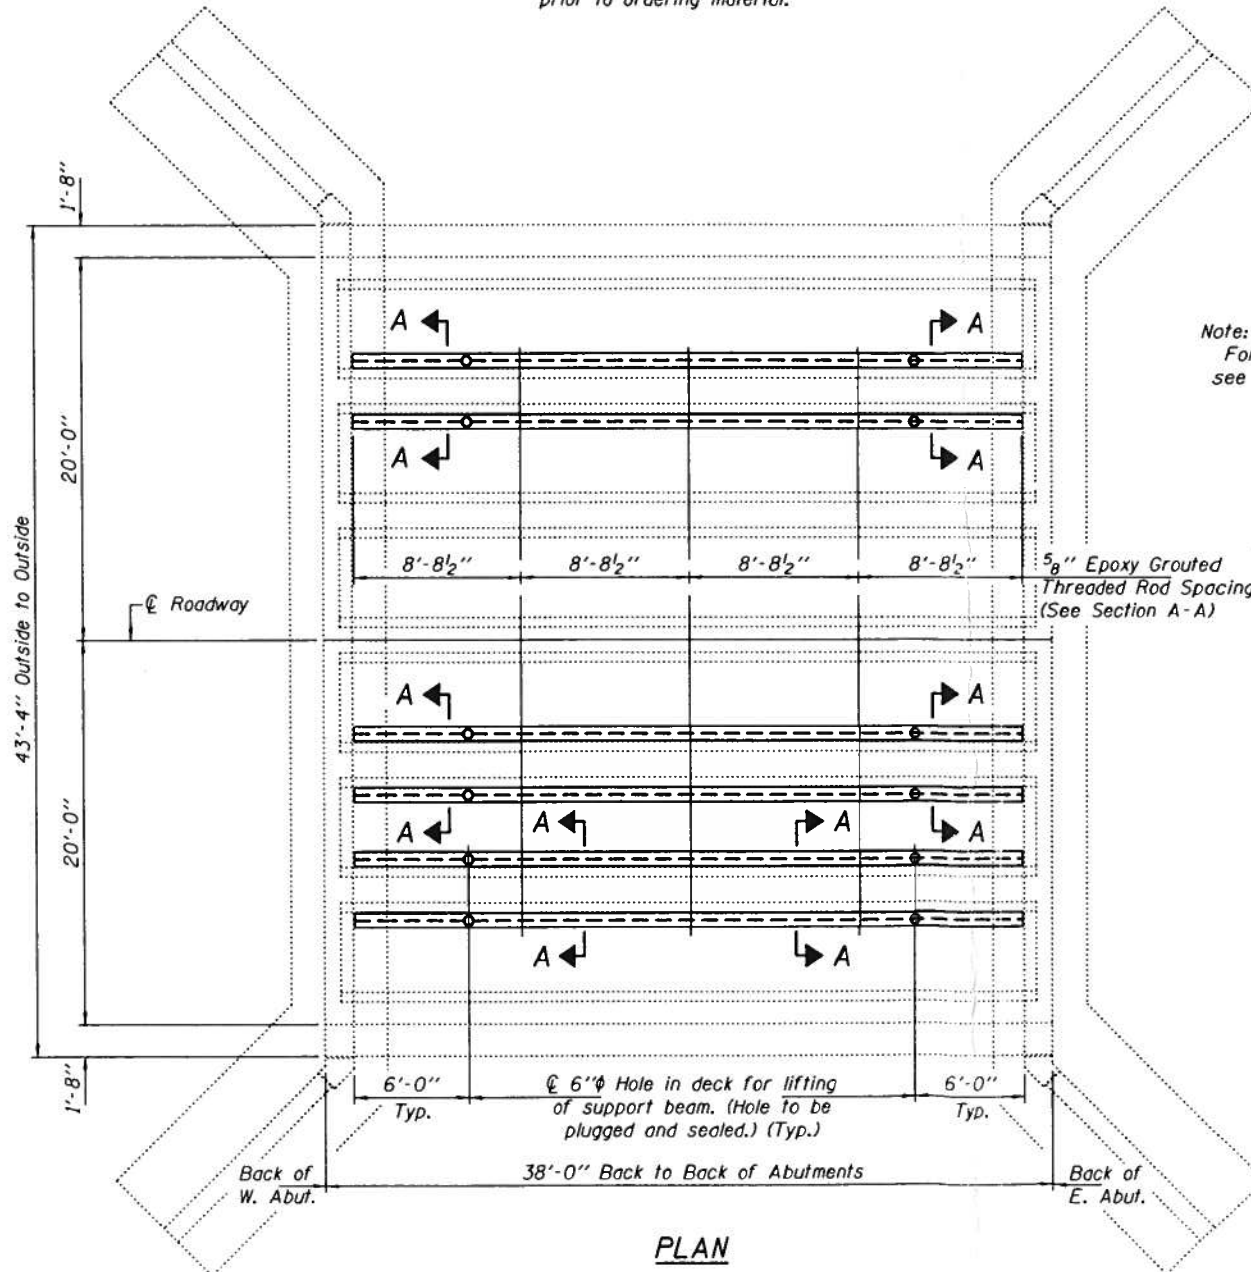 prior to ordering material.
1'-8"
A A
Note:
For
see
A A
20'-0"
43'-4" Outside to Outside
8'-8½" 8'-8½" 8'-8½" 8'-8½"
⅝" Epoxy Grouted
Threaded Rod Spacing
(See Section A-A)
℄ Roadway
A A
20'-0"
A A A A
A A
1'-8"
6'-0"
Typ.
℄ 6"ϕ Hole in deck for lifting
of support beam. (Hole to be
plugged and sealed.) (Typ.)
6'-0"
Typ.
Back of
W. Abut.
38'-0" Back to Back of Abutments
Back of
E. Abut.
PLAN